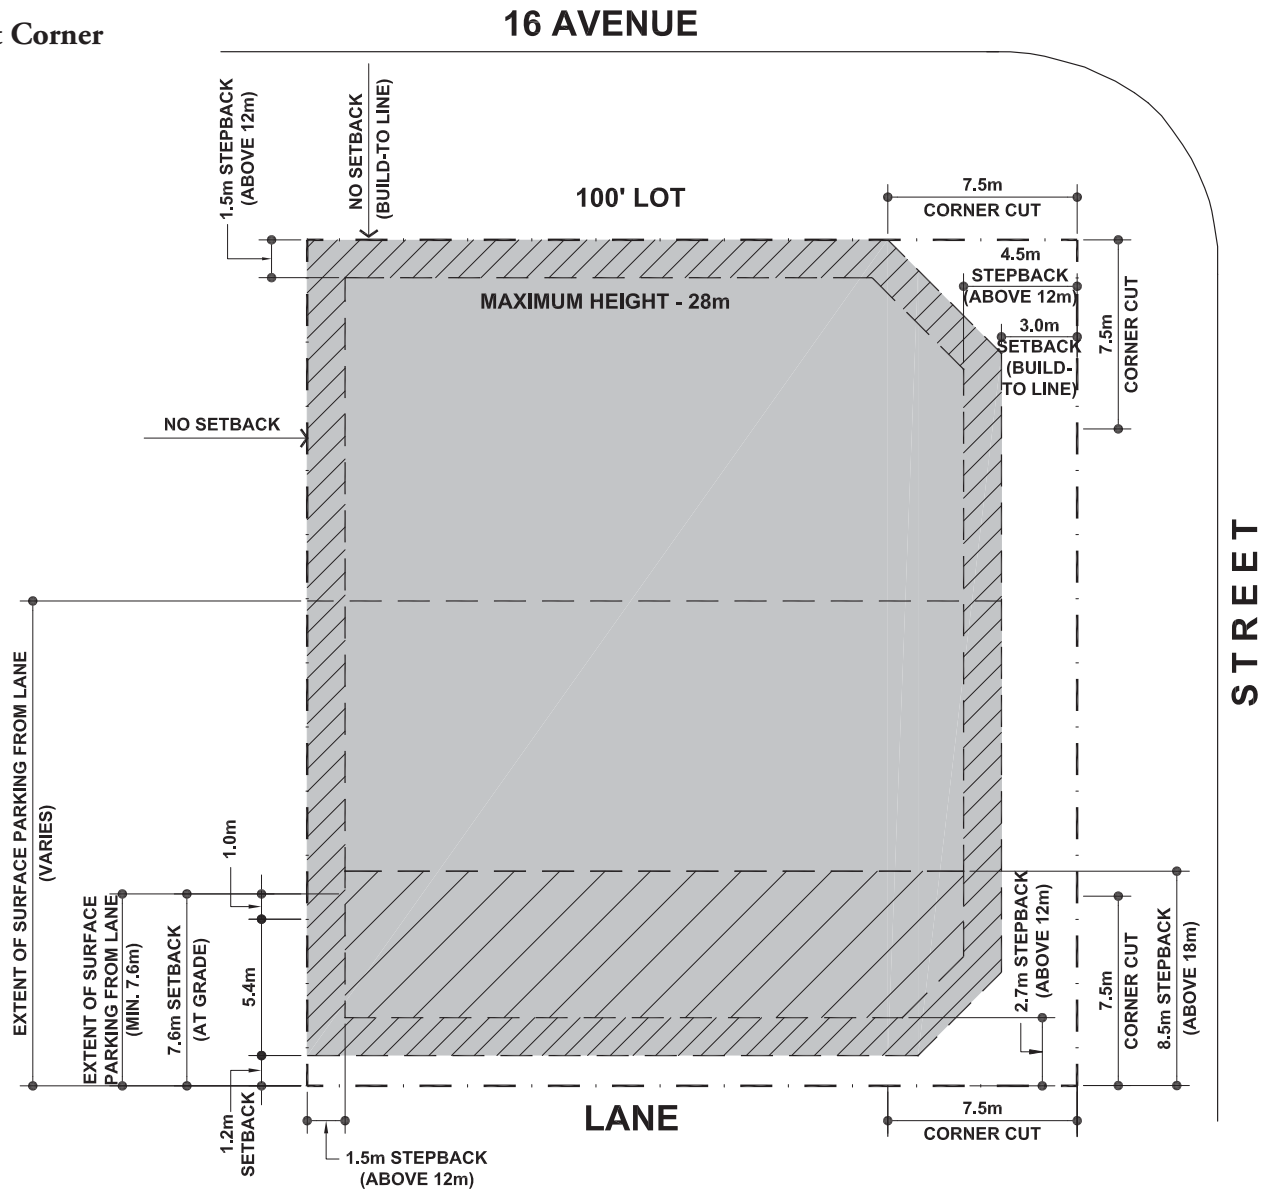 16 AVENUE
t Corner
1.5m STEPBACK
(ABOVE 12m)
NO SETBACK
(BUILD-TO LINE)
100' LOT
7.5m
CORNER CUT
4.5m
STEPBACK
(ABOVE 12m)
MAXIMUM HEIGHT - 28m
3.0m
SETBACK
(BUILD-
TO LINE)
7.5m
CORNER CUT
NO SETBACK
STREET
EXTENT OF SURFACE PARKING FROM LANE
(VARIES)
1.0m
EXTENT OF SURFACE
PARKING FROM LANE
(MIN. 7.6m)
7.6m SETBACK
(AT GRADE)
5.4m
2.7m STEPBACK
(ABOVE 12m)
7.5m
CORNER CUT
8.5m STEPBACK
(ABOVE 18m)
1.2m
SETBACK
LANE
7.5m
CORNER CUT
1.5m STEPBACK
(ABOVE 12m)